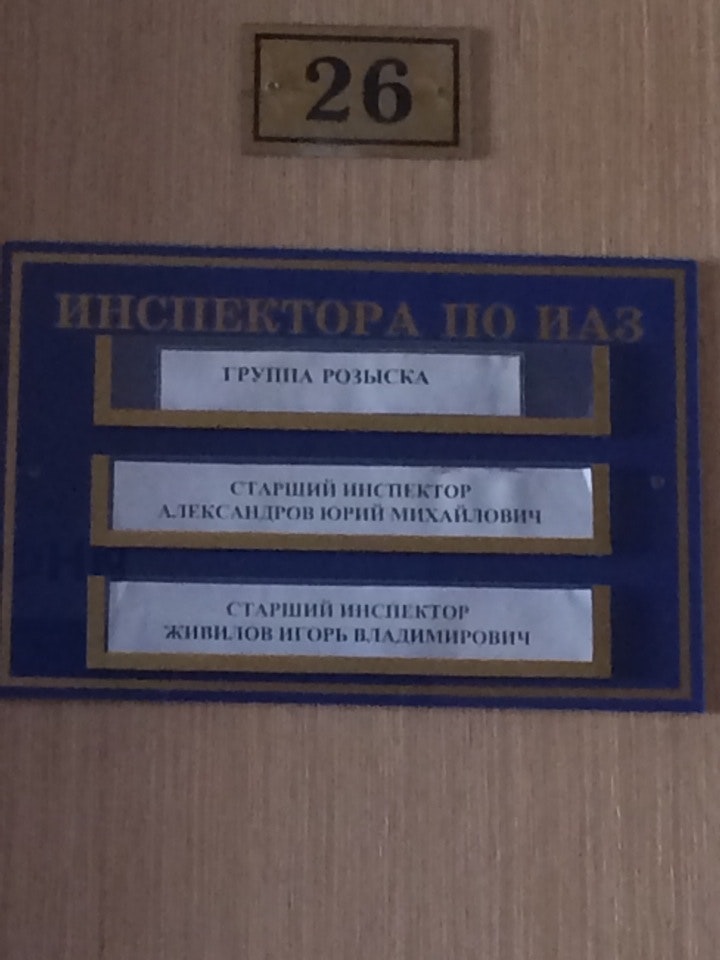 26
ИНСПЕКТОРА ПО ИАЗ
ГРУППА РОЗЫСКА
СТАРШИЙ ИНСПЕКТОР
АЛЕКСАНДРОВ ЮРИЙ МИХАЙЛОВИЧ
СТАРШИЙ ИНСПЕКТОР
ЖИВИЛОВ ИГОРЬ ВЛАДИМИРОВИЧ